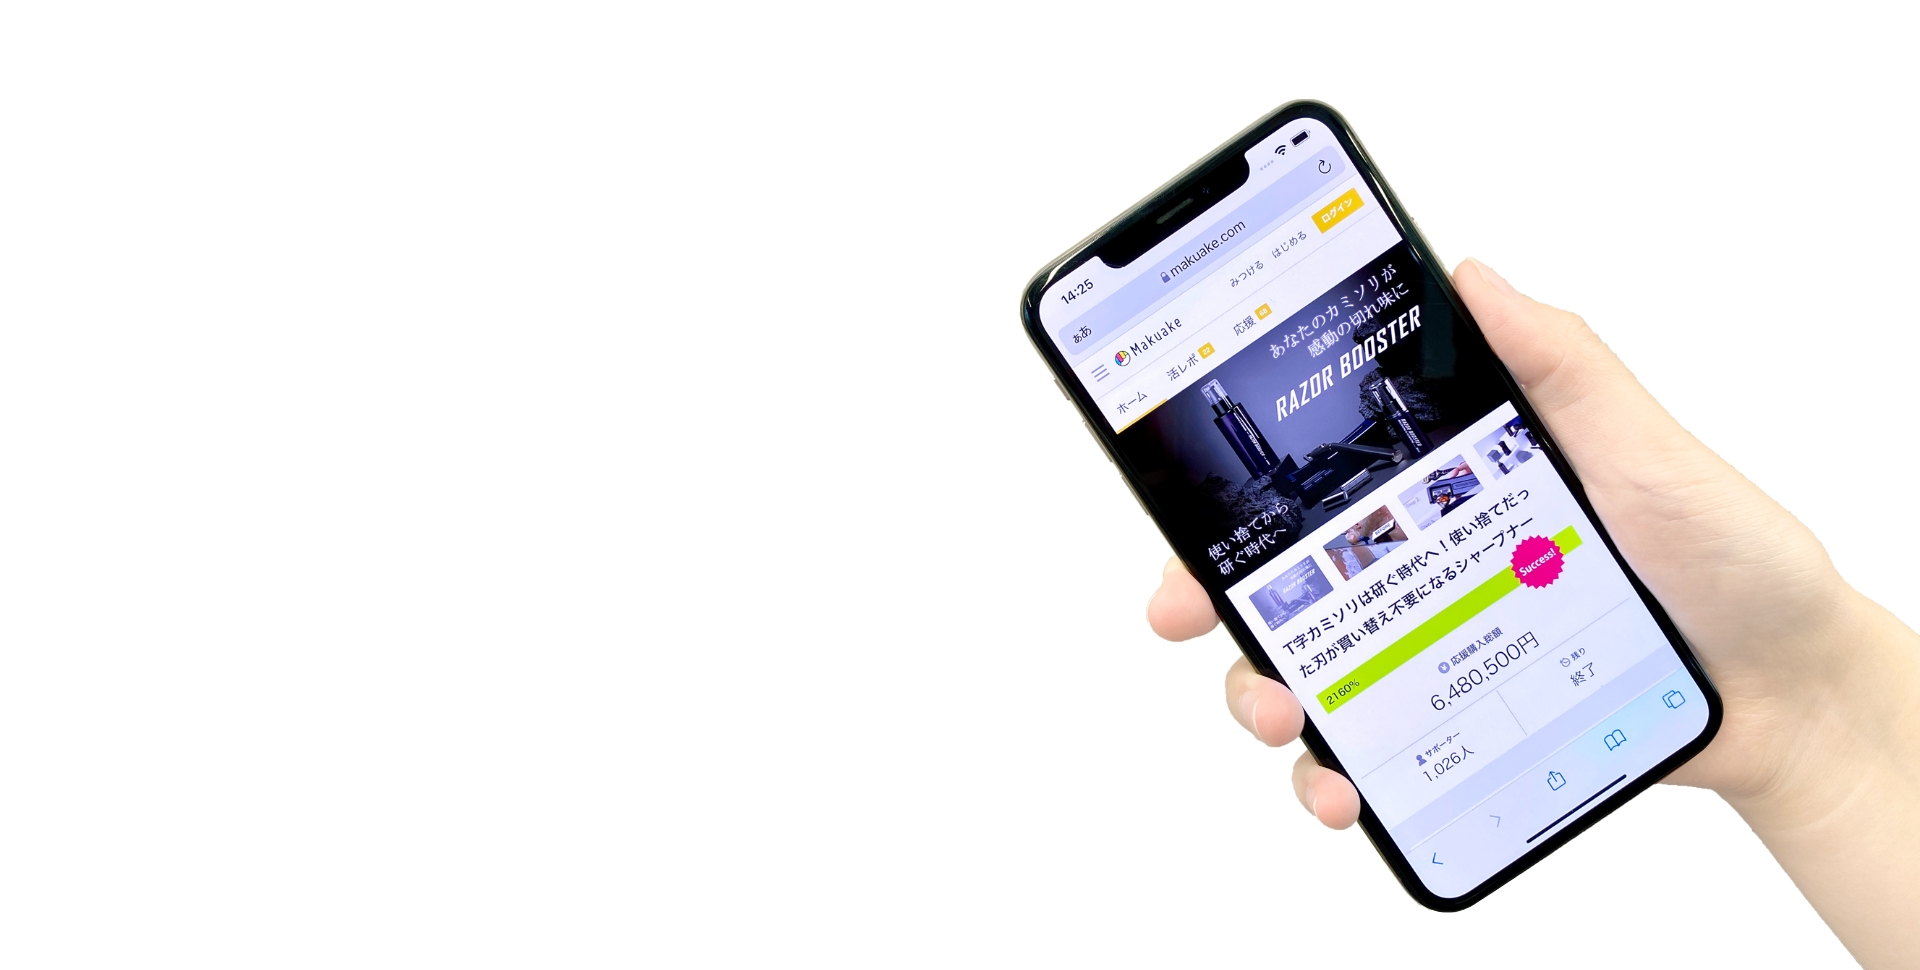 14:25
ああ
makuake.com
Makuake
みつける
はじめる
ログイン
ホーム
活レポ
応援
あなたのカミソリが
感動の切れ味に
RAZOR BOOSTER
使い捨てから
研ぐ時代へ
T字カミソリは研ぐ時代へ！使い捨てだっ
た刃が買い替え不要になるシャープナー
Success!
2160%
応援購入総額
6,480,500円
サポーター
1,026人
残り
終了